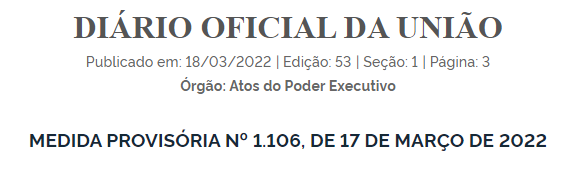 DIÁRIO OFICIAL DA UNIÃO
Publicado em: 18/03/2022 | Edição: 53 | Seção: 1 | Página: 3
Órgão: Atos do Poder Executivo
MEDIDA PROVISÓRIA Nº 1.106, DE 17 DE MARÇO DE 2022